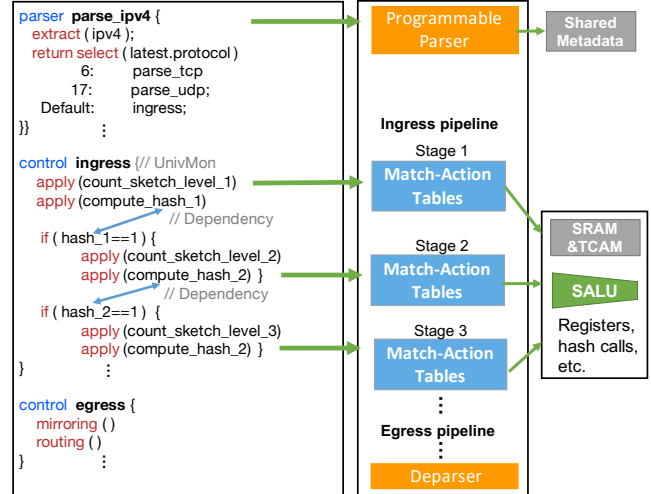 parser parse_ipv4 {
extract ( ipv4 );
return select ( latest.protocol )
6: parse_tcp
17: parse_udp;
Default: ingress;
}} ⋮
control ingress {// UnivMon
apply (count_sketch_level_1)
apply (compute_hash_1)
// Dependency
if ( hash_1==1 ) {
apply (count_sketch_level_2)
apply (compute_hash_2) }
// Dependency
if ( hash_2==1 ) {
apply (count_sketch_level_3)
apply (compute_hash_2) }
} ⋮
control egress {
mirroring ( )
routing ( )
} ⋮
Programmable
Parser
Ingress pipeline
Stage 1
Match-Action
Tables
Stage 2
Match-Action
Tables
Stage 3
Match-Action
Tables
⋮
Egress pipeline
⋮
Deparser
Shared
Metadata
SRAM
&TCAM
SALU
Registers,
hash calls,
etc.